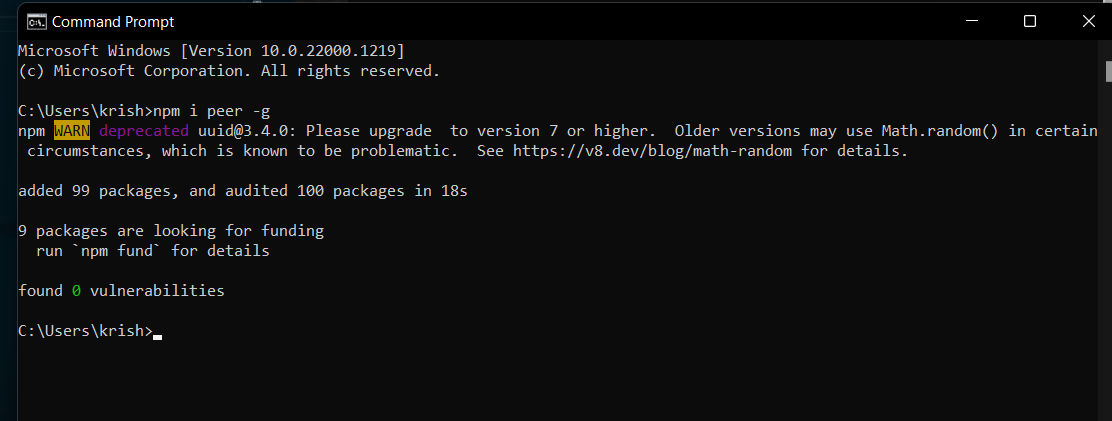 Command Prompt
Microsoft Windows [Version 10.0.22000.1219]
(c) Microsoft Corporation. All rights reserved.
C:\Users\krish>npm i peer -g
npm WARN deprecated uuid@3.4.0: Please upgrade  to version 7 or higher.  Older versions may use Math.random() in certain
 circumstances, which is known to be problematic.  See https://v8.dev/blog/math-random for details.
added 99 packages, and audited 100 packages in 18s
9 packages are looking for funding
  run `npm fund` for details
found 0 vulnerabilities
C:\Users\krish>